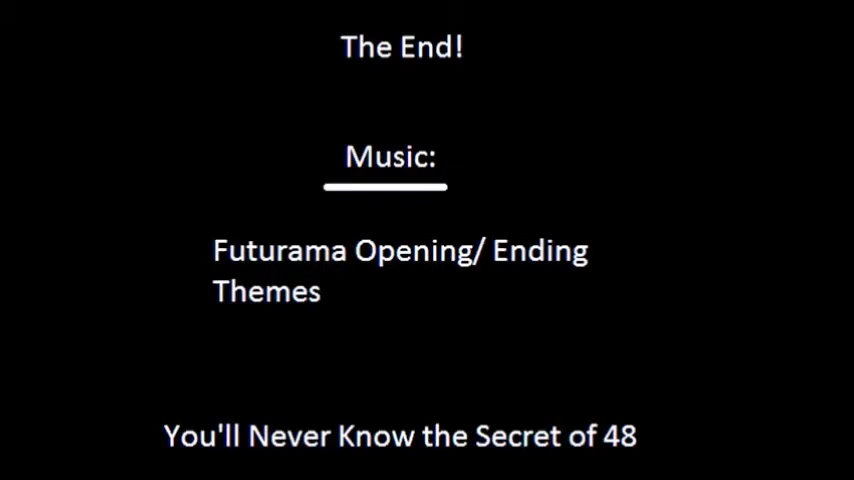 The End!
Music:
Futurama Opening/ Ending
Themes
You'll Never Know the Secret of 48